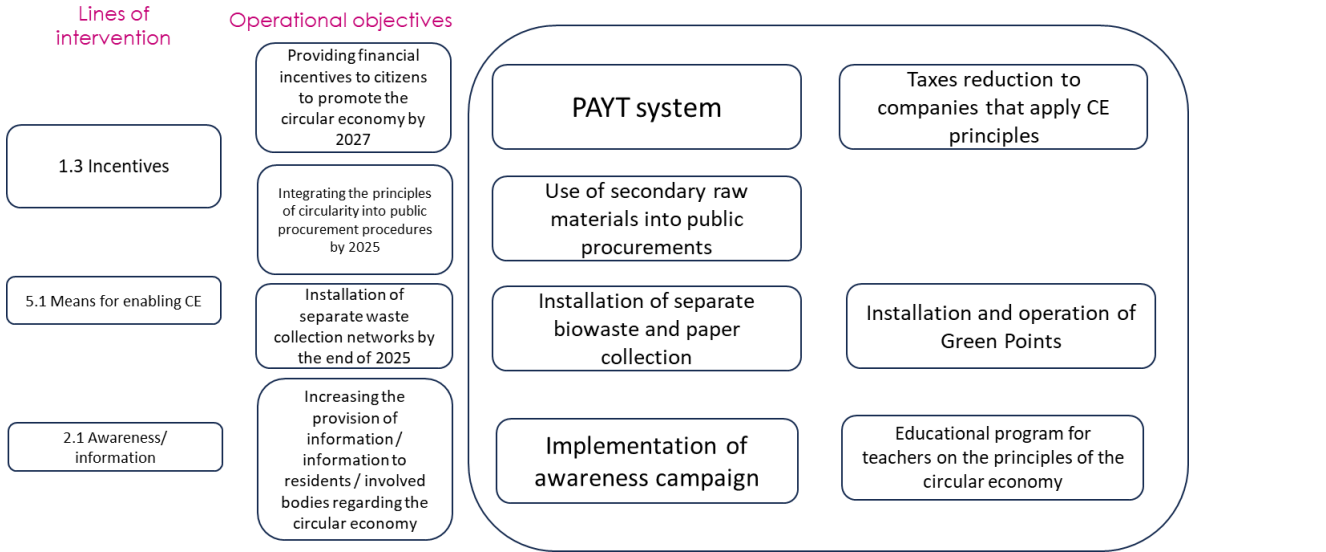 Lines of
intervention
Operational objectives
1.3 Incentives
5.1 Means for enabling CE
2.1 Awareness/
information
Providing financial
incentives to citizens
to promote the
circular economy by
2027
Integrating the principles
of circularity into public
procurement procedures
by 2025
Installation of
separate waste
collection networks by
the end of 2025
Increasing the
provision of
information /
information to
residents / involved
bodies regarding the
circular economy
PAYT system
Taxes reduction to
companies that apply CE
principles
Use of secondary raw
materials into public
procurements
Installation of separate
biowaste and paper
collection
Installation and operation of
Green Points
Implementation of
awareness campaign
Educational program for
teachers on the principles of the
circular economy